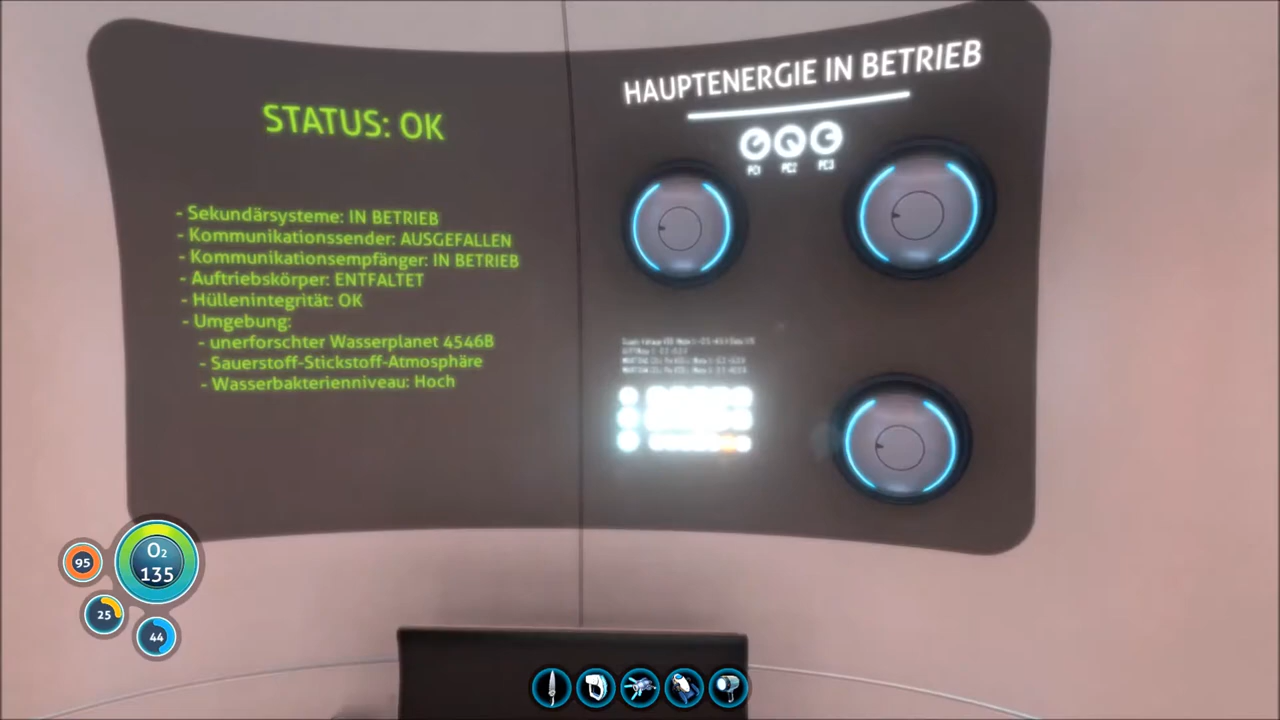 STATUS: OK
- Sekundärsysteme: IN BETRIEB
- Kommunikationssender: AUSGEFALLEN
- Kommunikationsempfänger: IN BETRIEB
- Auftriebskörper: ENTFALTET
- Hüllenintegrität: OK
- Umgebung:
- unerforschter Wasserplanet 4546B
- Sauerstoff-Stickstoff-Atmosphäre
- Wasserbakterienniveau: Hoch
HAUPTENERGIE IN BETRIEB
PC1 PC2 PC3
95
O₂
135
25
44